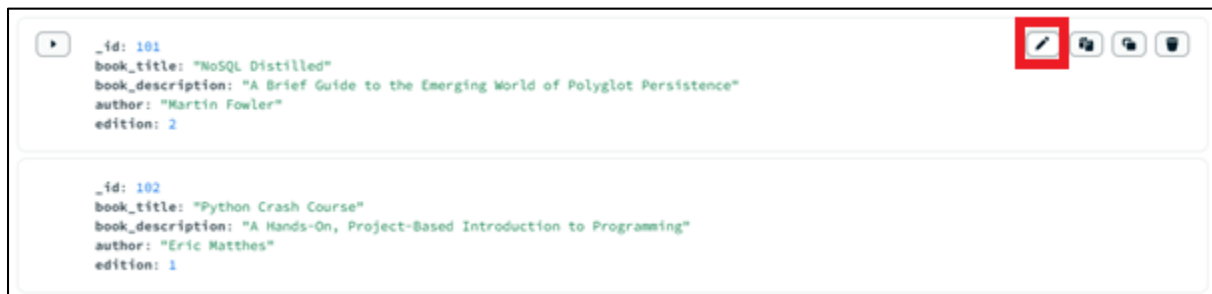 _id: 101
book_title: "NoSQL Distilled"
book_description: "A Brief Guide to the Emerging World of Polyglot Persistence"
author: "Martin Fowler"
edition: 2
_id: 102
book_title: "Python Crash Course"
book_description: "A Hands-On, Project-Based Introduction to Programming"
author: "Eric Matthes"
edition: 1